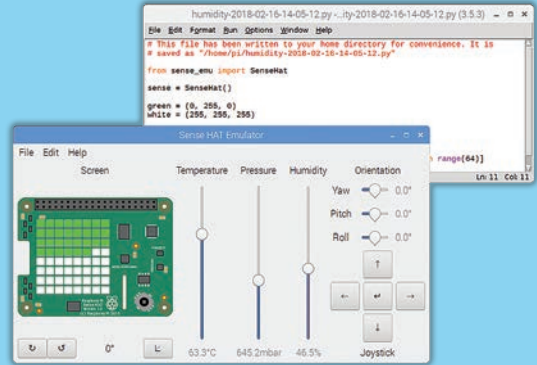 humidity-2018-02-16-14-05-12.py -..ity-2018-02-16-14-05-12.py (3.5.3)
File Edit Format Run Options Window Help
# This file has been written to your home directory for convenience. It is
# saved as "/home/pi/humidity-2018-02-16-14-05-12.py"
from sense_emu import SenseHat
sense = SenseHat()
green = (0, 255, 0)
white = (255, 255, 255)
range(64)]
Ln: 11 Col: 11
Sense HAT Emulator
File Edit Help
Screen Temperature Pressure Humidity Orientation
Yaw 0.0°
Pitch 0.0°
Roll 0.0°
↑
← ↵ →
↓
0° 63.3°C 645.2mbar 46.5% Joystick